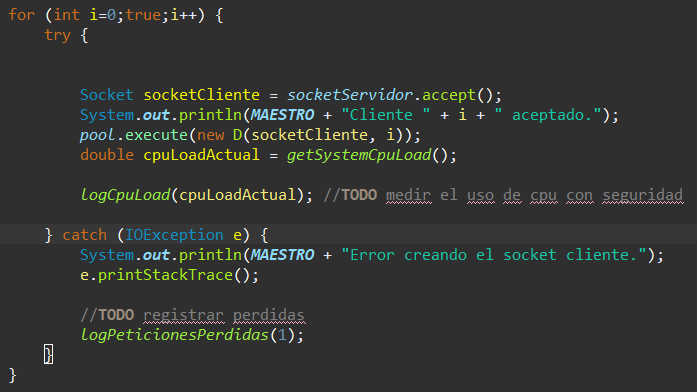 for (int i=0;true;i++) {
try {
Socket socketCliente = socketServidor.accept();
System.out.println(MAESTRO + "Cliente " + i + " aceptado.");
pool.execute(new D(socketCliente, i));
double cpuLoadActual = getSystemCpuLoad();
logCpuLoad(cpuLoadActual); //TODO medir el uso de cpu con seguridad
} catch (IOException e) {
System.out.println(MAESTRO + "Error creando el socket cliente.");
e.printStackTrace();
//TODO registrar perdidas
logPeticionesPerdidas(1);
}
}